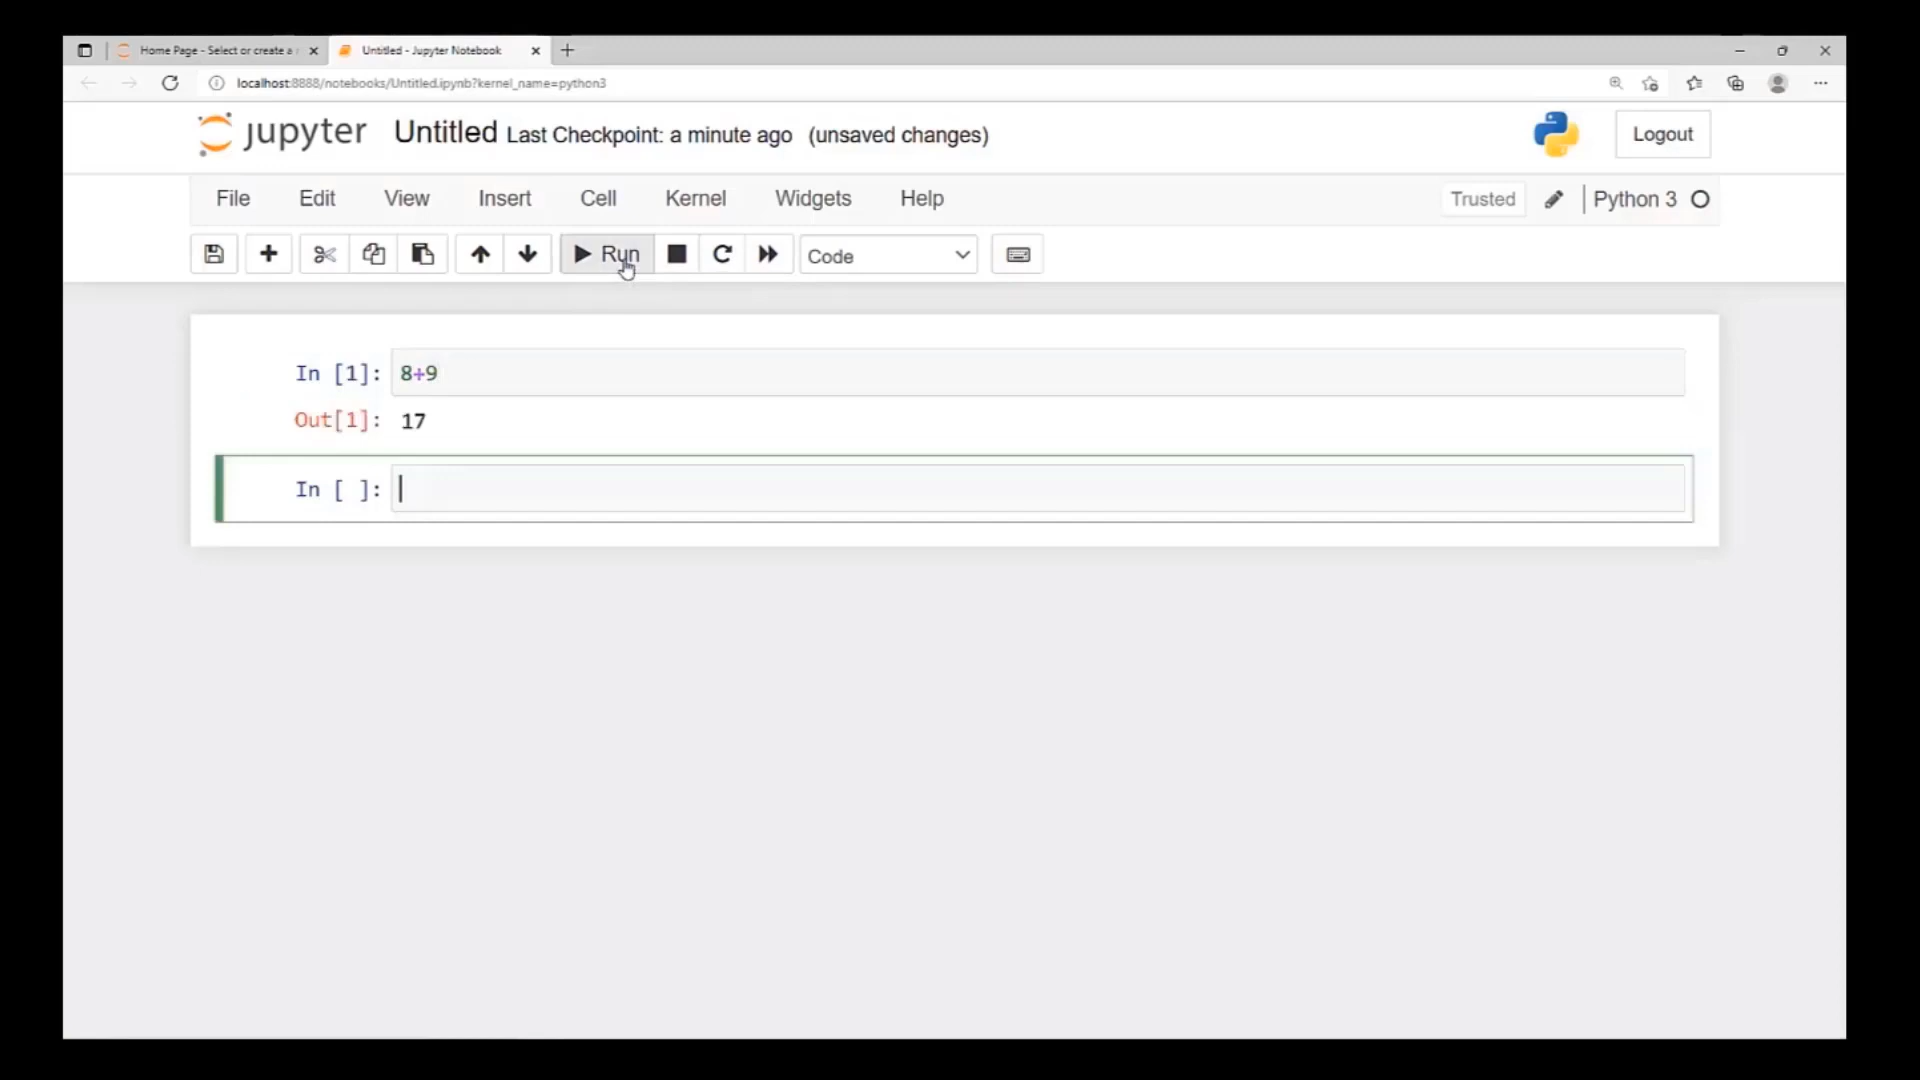 Home Page - Select or create a
Untitled - Jupyter Notebook
localhost:8888/notebooks/Untitled.ipynb?kernel_name=python3
jupyter Untitled Last Checkpoint: a minute ago (unsaved changes)
Logout
File Edit View Insert Cell Kernel Widgets Help
Trusted Python 3
Run Code
In [1]: 8+9
Out[1]: 17
In [ ]: